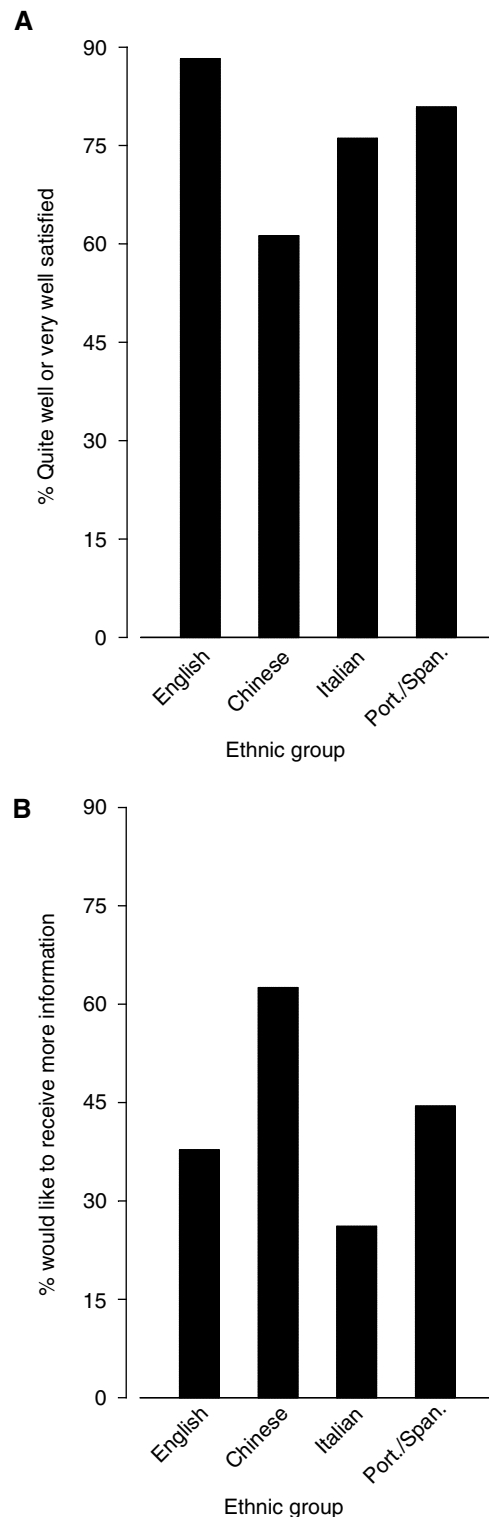 A
90
75
60
45
30
15
0
% Quite well or very well satisfied
English
Chinese
Italian
Port./Span.
Ethnic group
B
90
75
60
45
30
15
0
% would like to receive more information
English
Chinese
Italian
Port./Span.
Ethnic group